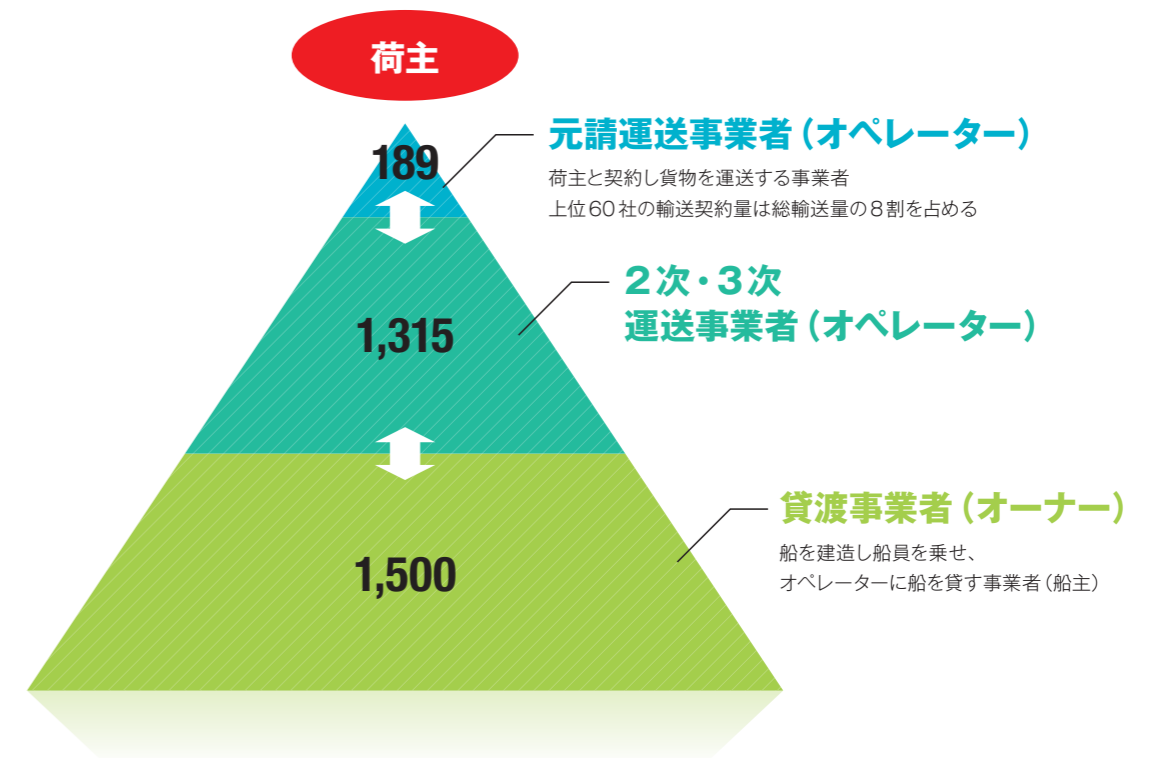 荷主
189
元請運送事業者（オペレーター）
荷主と契約し貨物を運送する事業者
上位60社の輸送契約量は総輸送量の８割を占める
２次・３次
運送事業者（オペレーター）
1,315
貸渡事業者（オーナー）
船を建造し船員を乗せ、
オペレーターに船を貸す事業者（船主）
1,500